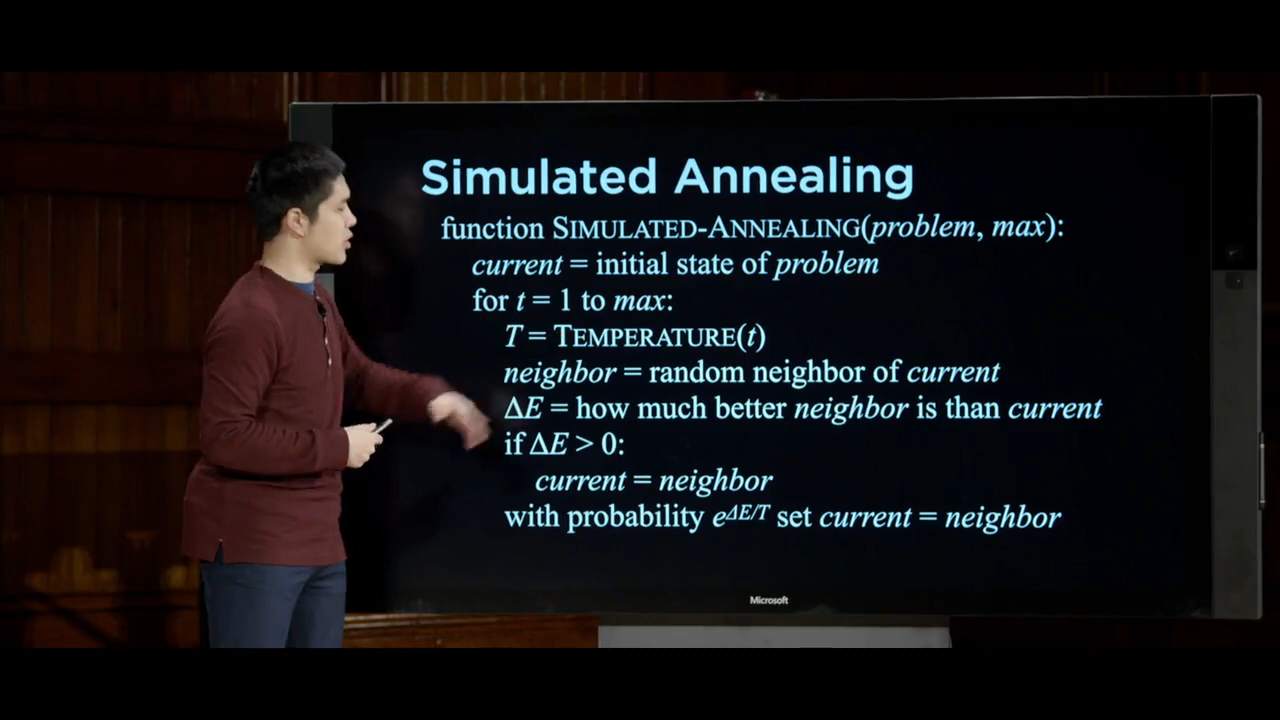 Simulated Annealing
function SIMULATED-ANNEALING(problem, max):
current = initial state of problem
for t = 1 to max:
T = TEMPERATURE(t)
neighbor = random neighbor of current
ΔE = how much better neighbor is than current
if ΔE > 0:
current = neighbor
with probability e^ΔE/T set current = neighbor
Microsoft